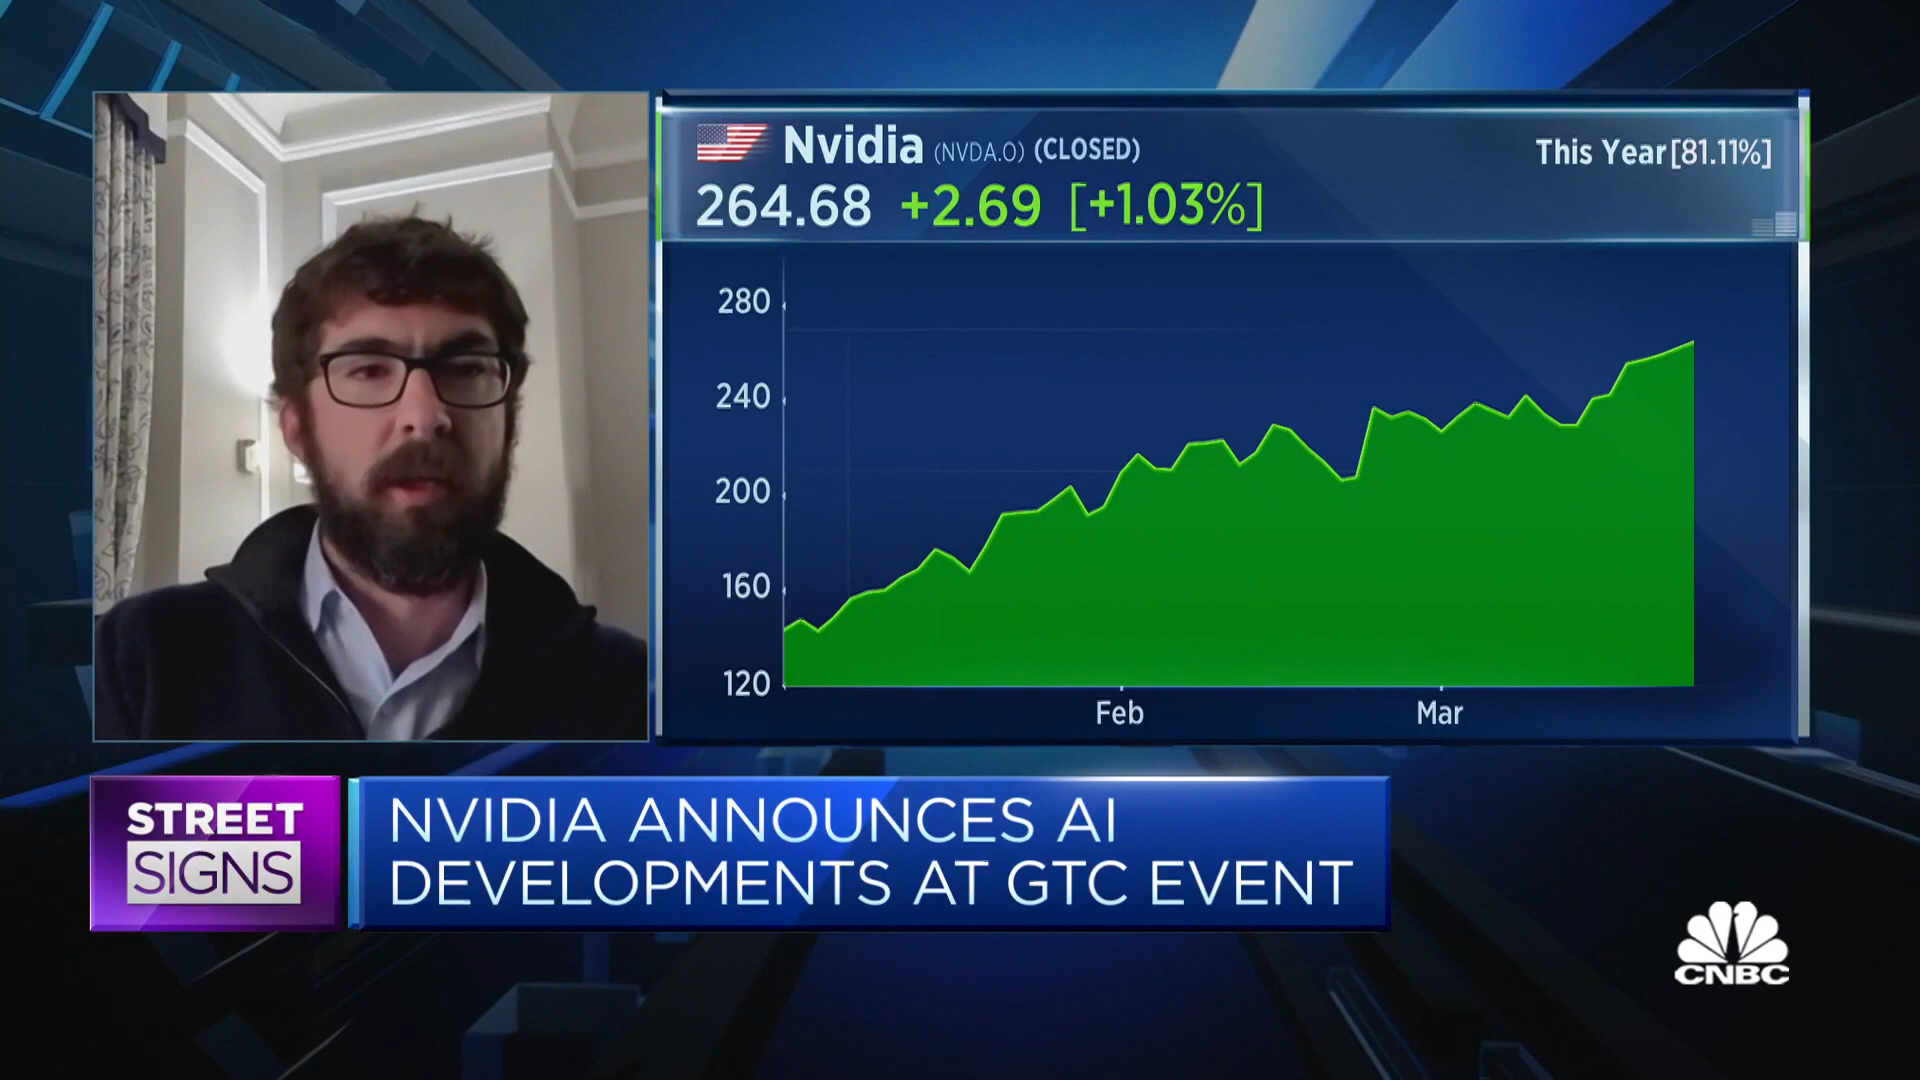 Nvidia (NVDA.O) (CLOSED)
This Year[81.11%]
264.68 +2.69 [+1.03%]
280
240
200
160
120
Feb
Mar
STREET
SIGNS
NVIDIA ANNOUNCES AI
DEVELOPMENTS AT GTC EVENT
CNBC